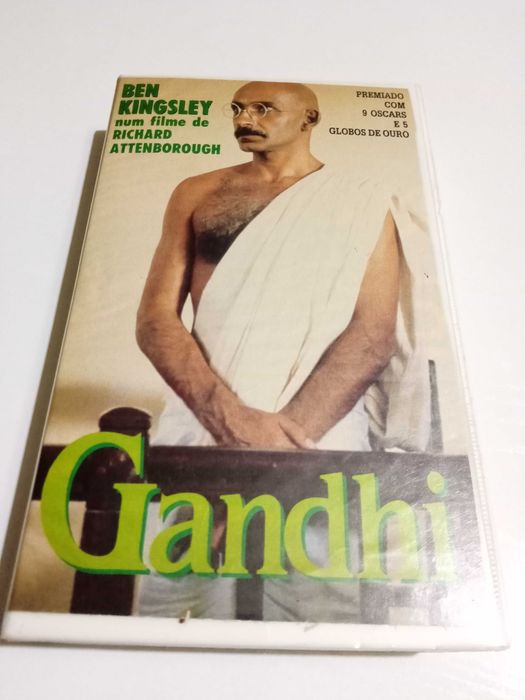 BEN
KINGSLEY
num filme de
RICHARD
ATTENBOROUGH
PREMIADO
COM
9 OSCARS
E 5
GLOBOS DE OURO
Gandhi